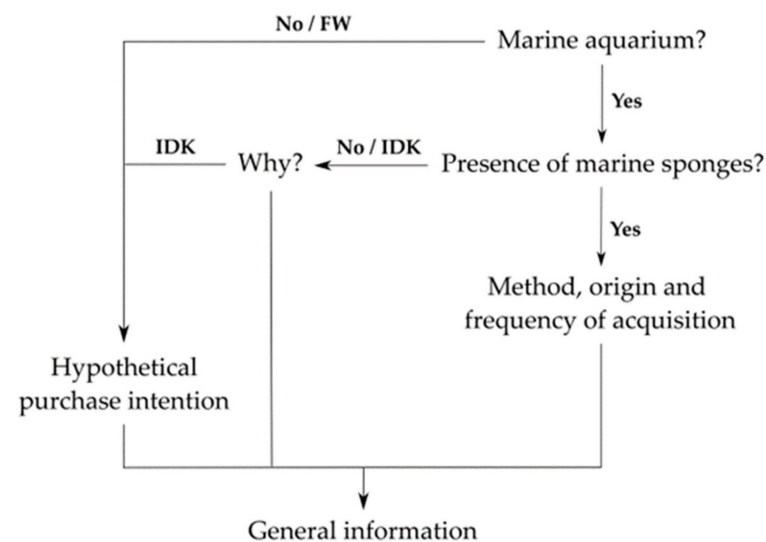 No / FW
Marine aquarium?
Yes
IDK
Why?
No / IDK
Presence of marine sponges?
Yes
Method, origin and
frequency of acquisition
Hypothetical
purchase intention
General information